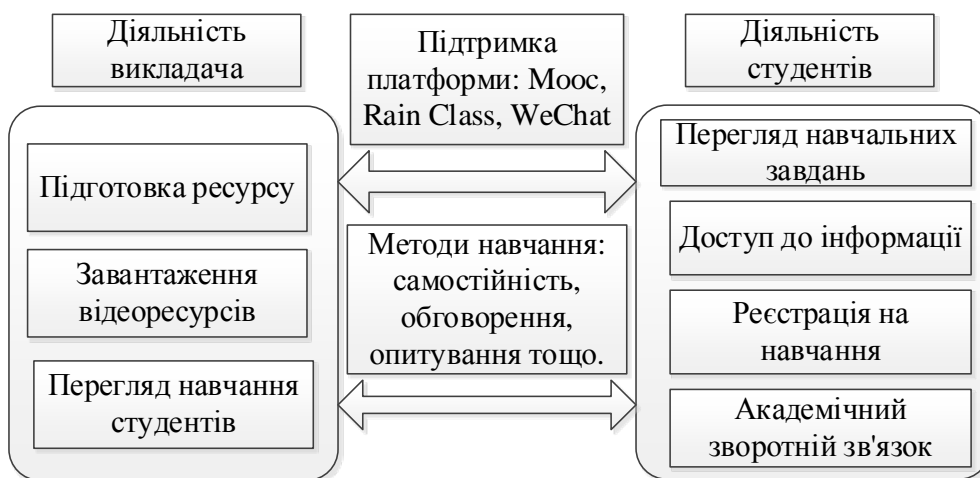 Діяльність
викладача
Підготовка ресурсу
Завантаження
відеоресурсів
Перегляд навчання
студентів
Підтримка
платформи: Mooc,
Rain Class, WeChat
Методи навчання:
самостійність,
обговорення,
опитування тощо.
Діяльність
студентів
Перегляд навчальних
завдань
Доступ до інформації
Реєстрація на
навчання
Академічний
зворотній зв'язок